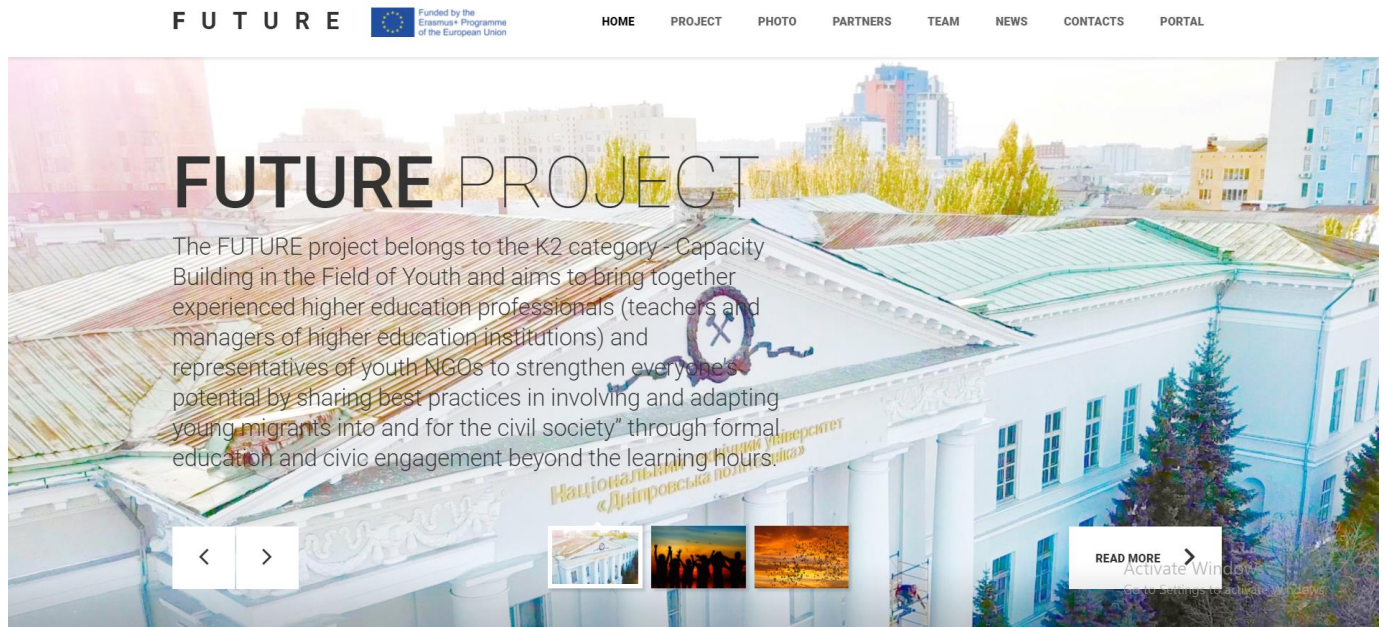 FUTURE
Funded by the
Erasmus+ Programme
of the European Union
HOME PROJECT PHOTO PARTNERS TEAM NEWS CONTACTS PORTAL
FUTURE PROJECT
The FUTURE project belongs to the K2 category - Capacity
Building in the Field of Youth and aims to bring together
experienced higher education professionals (teachers and
managers of higher education institutions) and
representatives of youth NGOs to strengthen everyone's
potential by sharing best practices in involving and adapting
young migrants into and for the civil society” through formal
education and civic engagement beyond the learning hours.
Національний університет
«Дніпровська політехніка»
READ MORE
Activate Windows
Go to Settings to activate Windows.